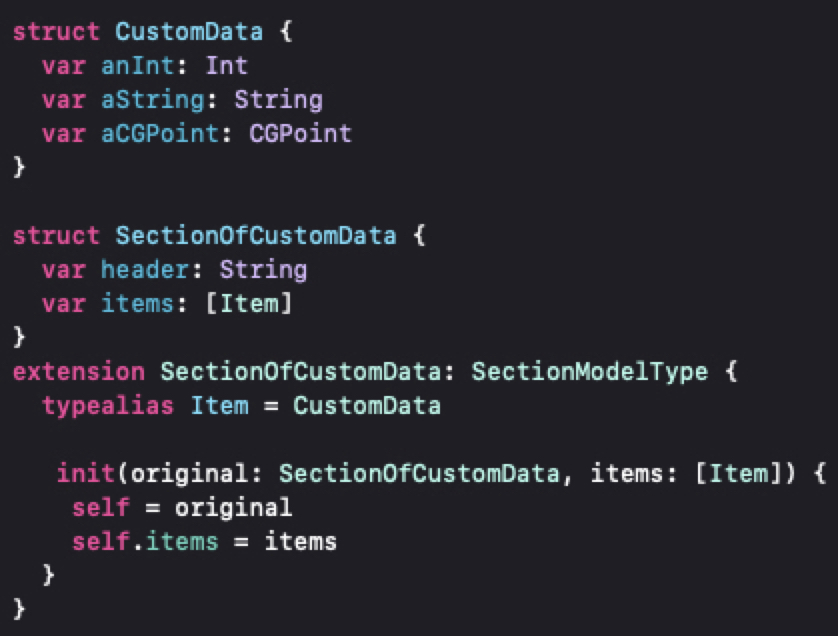 struct CustomData {
  var anInt: Int
  var aString: String
  var aCGPoint: CGPoint
}

struct SectionOfCustomData {
  var header: String
  var items: [Item]
}
extension SectionOfCustomData: SectionModelType {
  typealias Item = CustomData

   init(original: SectionOfCustomData, items: [Item]) {
    self = original
    self.items = items
  }
}